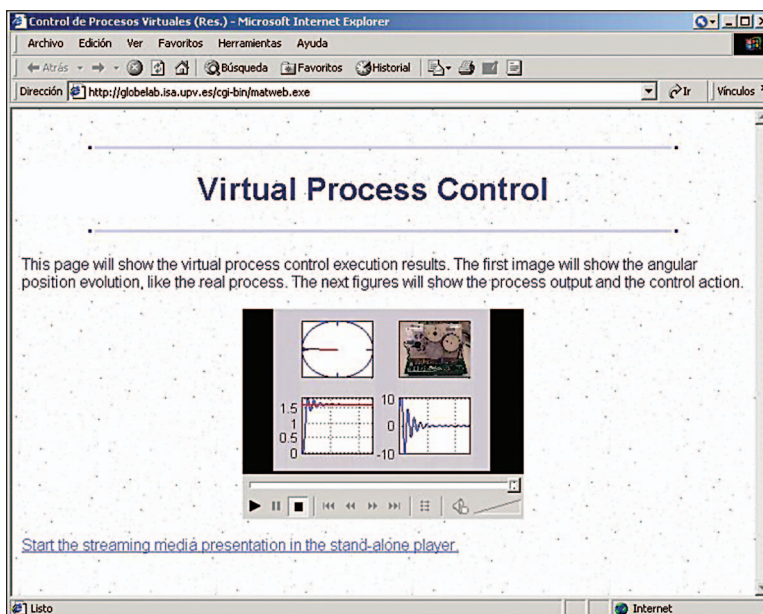 Control de Procesos Virtuales (Res.) - Microsoft Internet Explorer
Archivo Edición Ver Favoritos Herramientas Ayuda
Atrás Búsqueda Favoritos Historial
Dirección http://globelab.isa.upv.es/cgi-bin/matweb.exe Ir Vínculos
Virtual Process Control
This page will show the virtual process control execution results. The first image will show the angular
position evolution, like the real process. The next figures will show the process output and the control action.
1.5
1
0.5
0
10
0
-10
Start the streaming media presentation in the stand-alone player.
Listo Internet